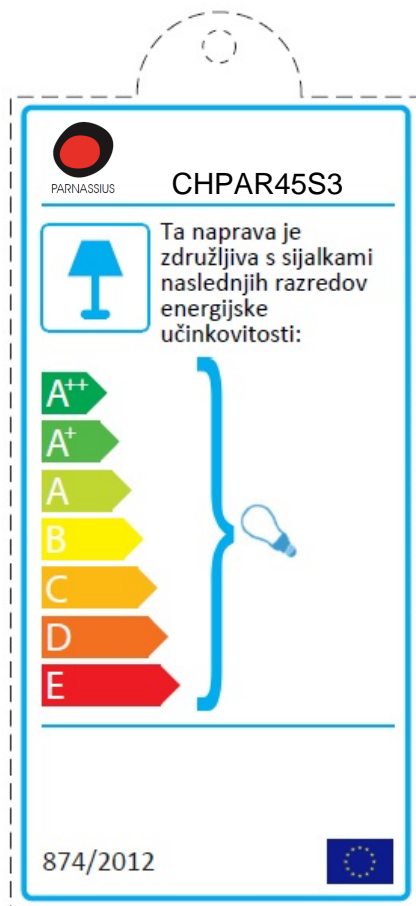 PARNASSIUS
CHPAR45S3
Ta naprava je
združljiva s sijalkami
naslednjih razredov
energijske
učinkovitosti:
A++
A+
A
B
C
D
E
874/2012